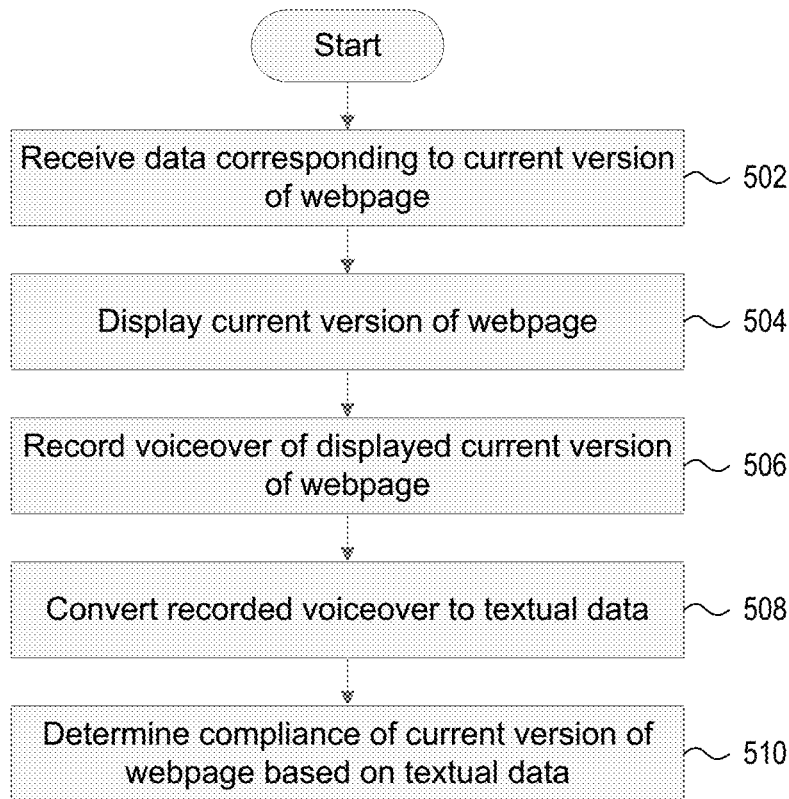 Start
Receive data corresponding to current version
of webpage
502
Display current version of webpage
504
Record voiceover of displayed current version
of webpage
506
Convert recorded voiceover to textual data
508
Determine compliance of current version of
webpage based on textual data
510